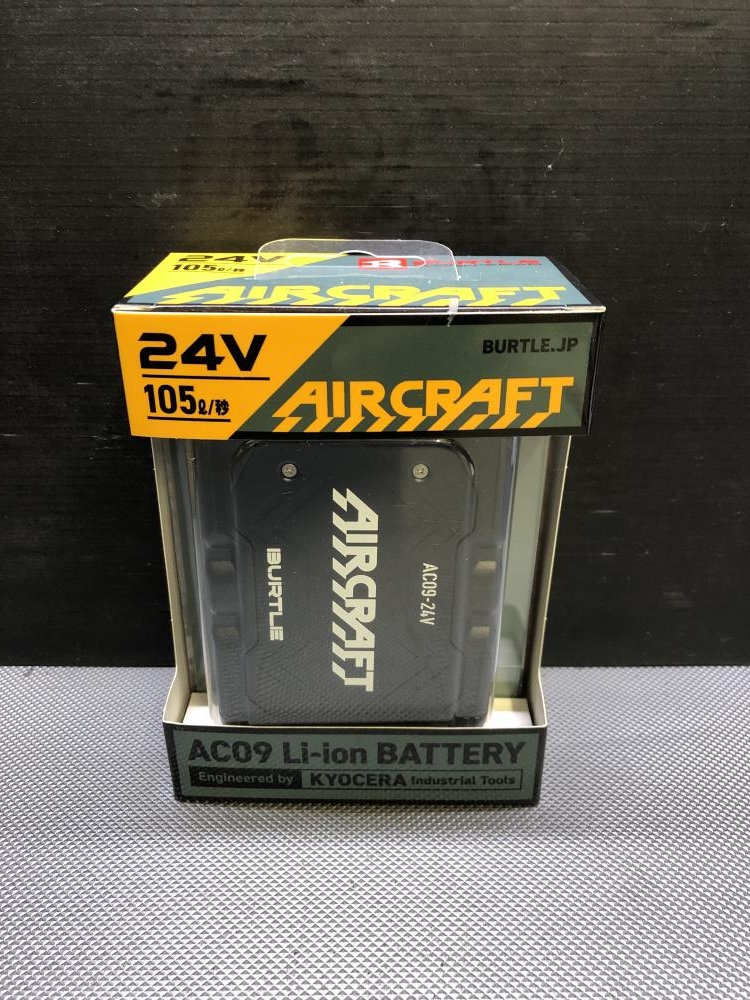 24V
105ℓ/秒
BURTLE
AIRCRAFT
24V
105ℓ/秒
BURTLE.JP
AIRCRAFT
AIRCRAFT
BURTLE
AC09-24V
AC09 Li-ion BATTERY
Engineered by KYOCERA Industrial Tools